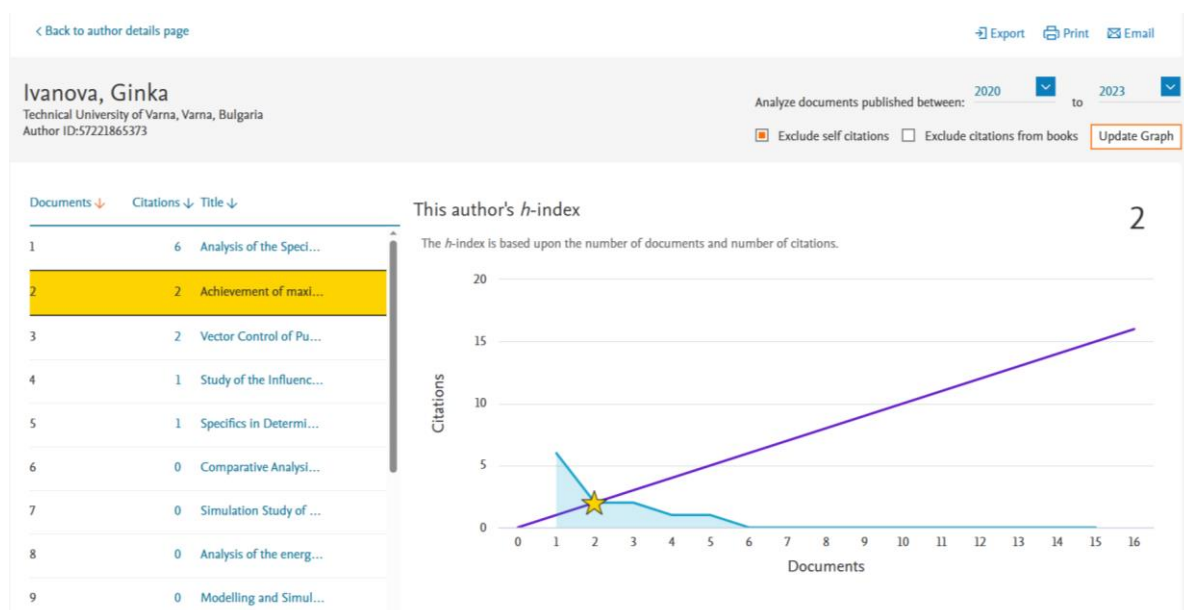 < Back to author details page
Export Print Email
Ivanova, Ginka
Technical University of Varna, Varna, Bulgaria
Author ID:57221865373
Analyze documents published between: 2020 to 2023
Exclude self citations Exclude citations from books Update Graph
Documents Citations Title
1 6 Analysis of the Speci...
2 2 Achievement of maxi...
3 2 Vector Control of Pu...
4 1 Study of the Influenc...
5 1 Specifics in Determi...
6 0 Comparative Analysi...
7 0 Simulation Study of ...
8 0 Analysis of the energ...
9 0 Modelling and Simul...
This author's h-index
2
The h-index is based upon the number of documents and number of citations.
20
15
10
5
0
Citations
0 1 2 3 4 5 6 7 8 9 10 11 12 13 14 15 16
Documents